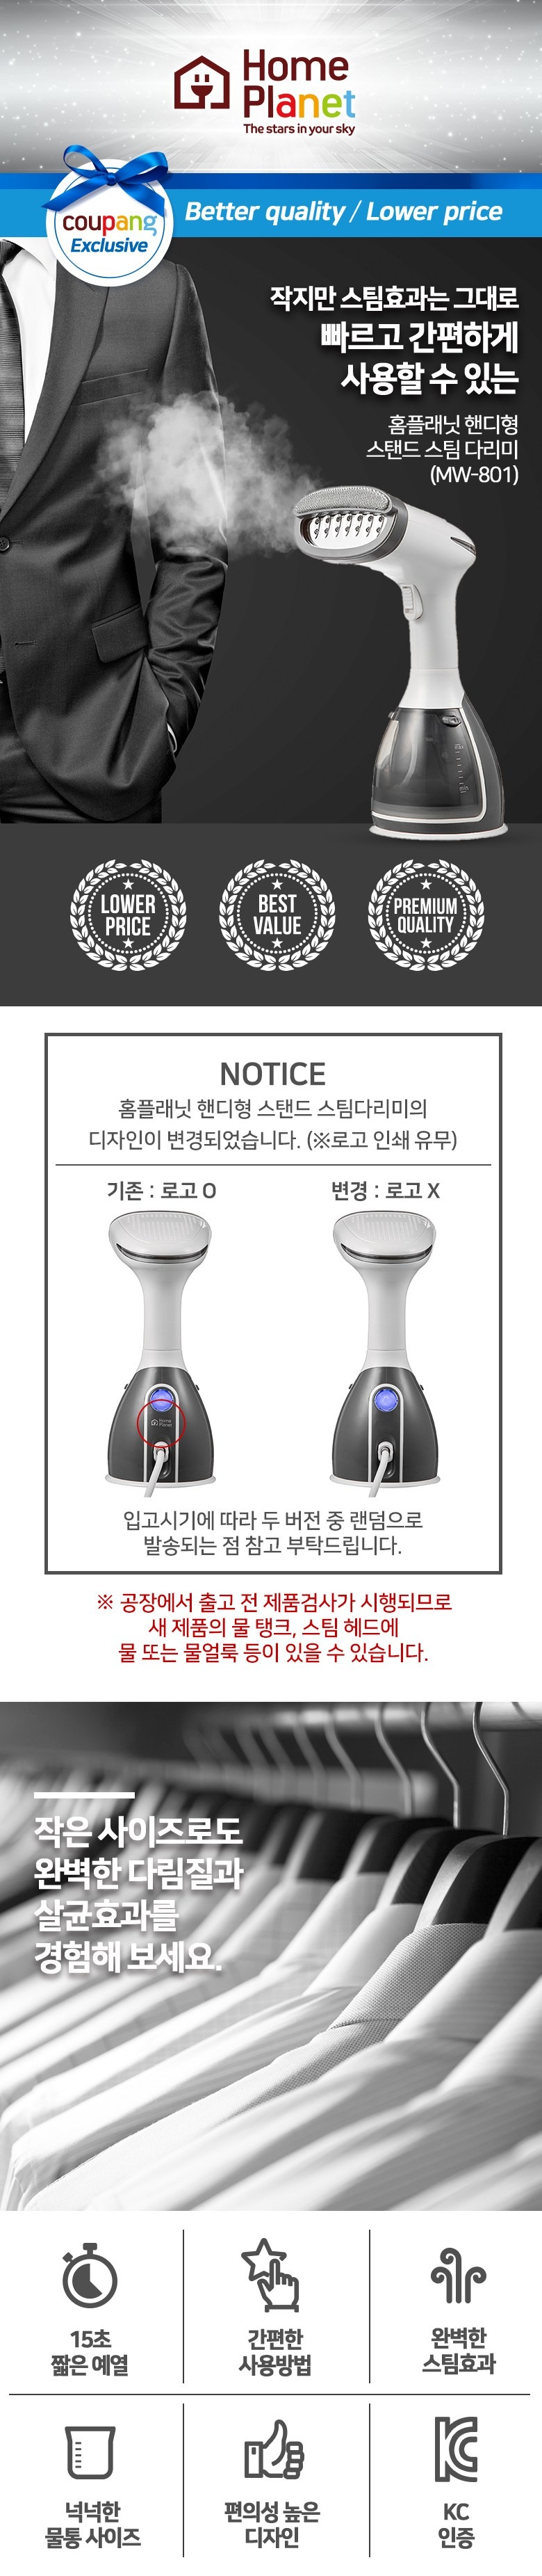 Home
Planet
The stars in your sky
coupang
Exclusive
Better quality / Lower price
작지만 스팀효과는 그대로
빠르고 간편하게
사용할 수 있는
홈플래닛 핸디형
스탠드 스팀 다리미
(MW-801)
LOWER
PRICE
BEST
VALUE
PREMIUM
QUALITY
NOTICE
홈플래닛 핸디형 스탠드 스팀다리미의
디자인이 변경되었습니다. (※로고 인쇄 유무)
기존 : 로고 O
변경 : 로고 X
Home
Planet
입고시기에 따라 두 버전 중 랜덤으로
발송되는 점 참고 부탁드립니다.
※ 공장에서 출고 전 제품검사가 시행되므로
새 제품의 물 탱크, 스팀 헤드에
물 또는 물얼룩 등이 있을 수 있습니다.
작은 사이즈로도
완벽한 다림질과
살균효과를
경험해 보세요.
15초
짧은 예열
간편한
사용방법
완벽한
스팀효과
넉넉한
물통 사이즈
편의성 높은
디자인
KC
인증